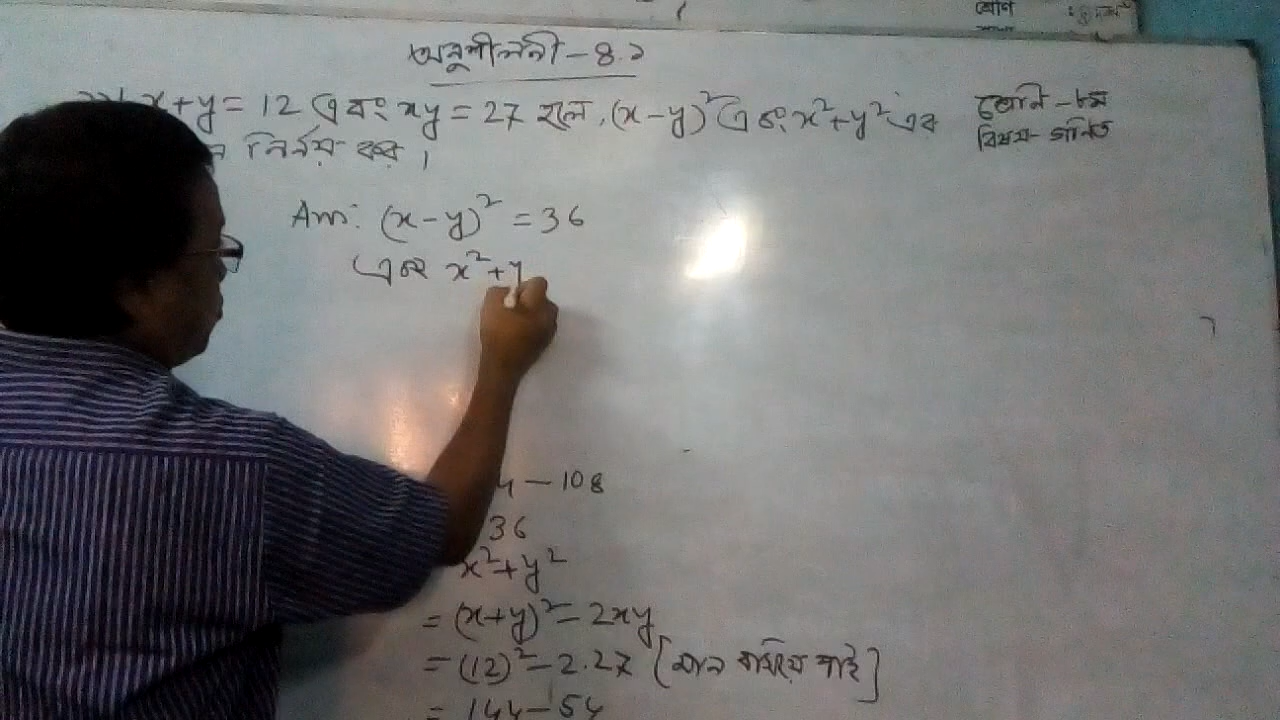 অনুশীলনী-৪.১
x+y = 12 এবং xy = 27 হলে, (x-y)² এবং x²+y² এর
নির্ণয় কর।
শ্রেণি-৮ম
বিষয়-গণিত
Ans: (x-y)² = 36
এবং x²+y
4-108
36
x²+y²
= (x+y)²-2xy
= (12)²-2.27 [মান বসিয়ে পাই]
= 144-54